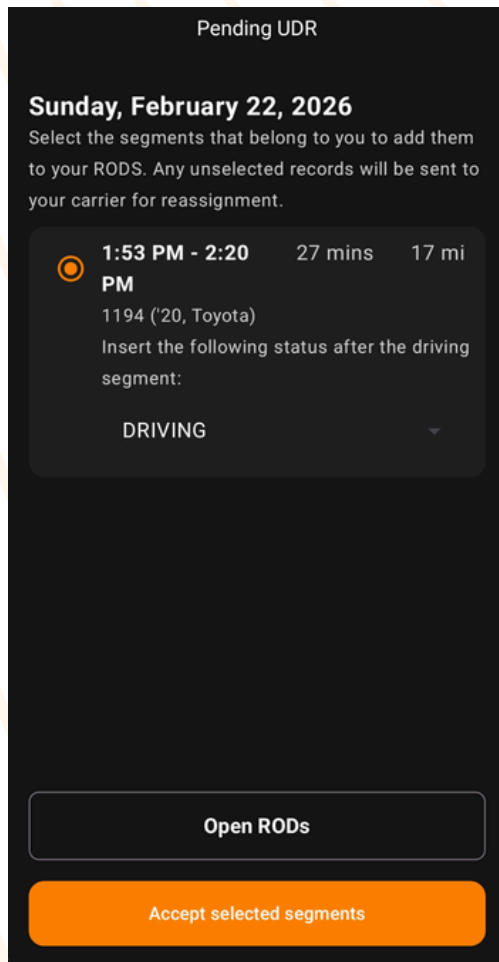 Pending UDR
Sunday, February 22, 2026
Select the segments that belong to you to add them
to your RODS. Any unselected records will be sent to
your carrier for reassignment.
1:53 PM - 2:20 27 mins 17 mi
PM
1194 ('20, Toyota)
Insert the following status after the driving
segment:
DRIVING
Open RODs
Accept selected segments